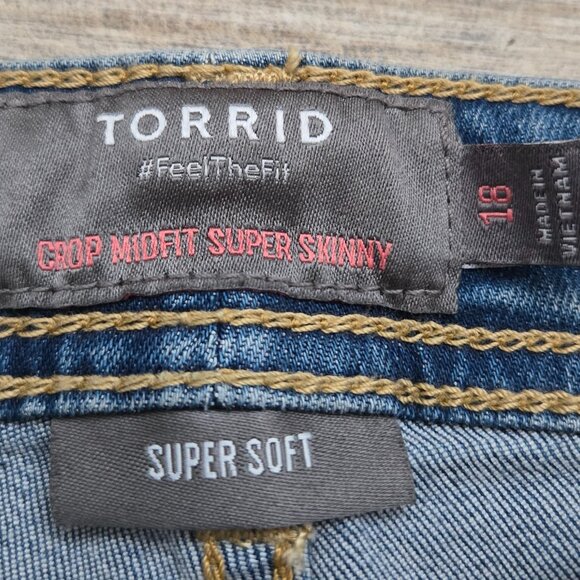 TORRID
#FeelTheFit
CROP MIDFIT SUPER SKINNY
18
MADE IN
VIETNAM
SUPER SOFT